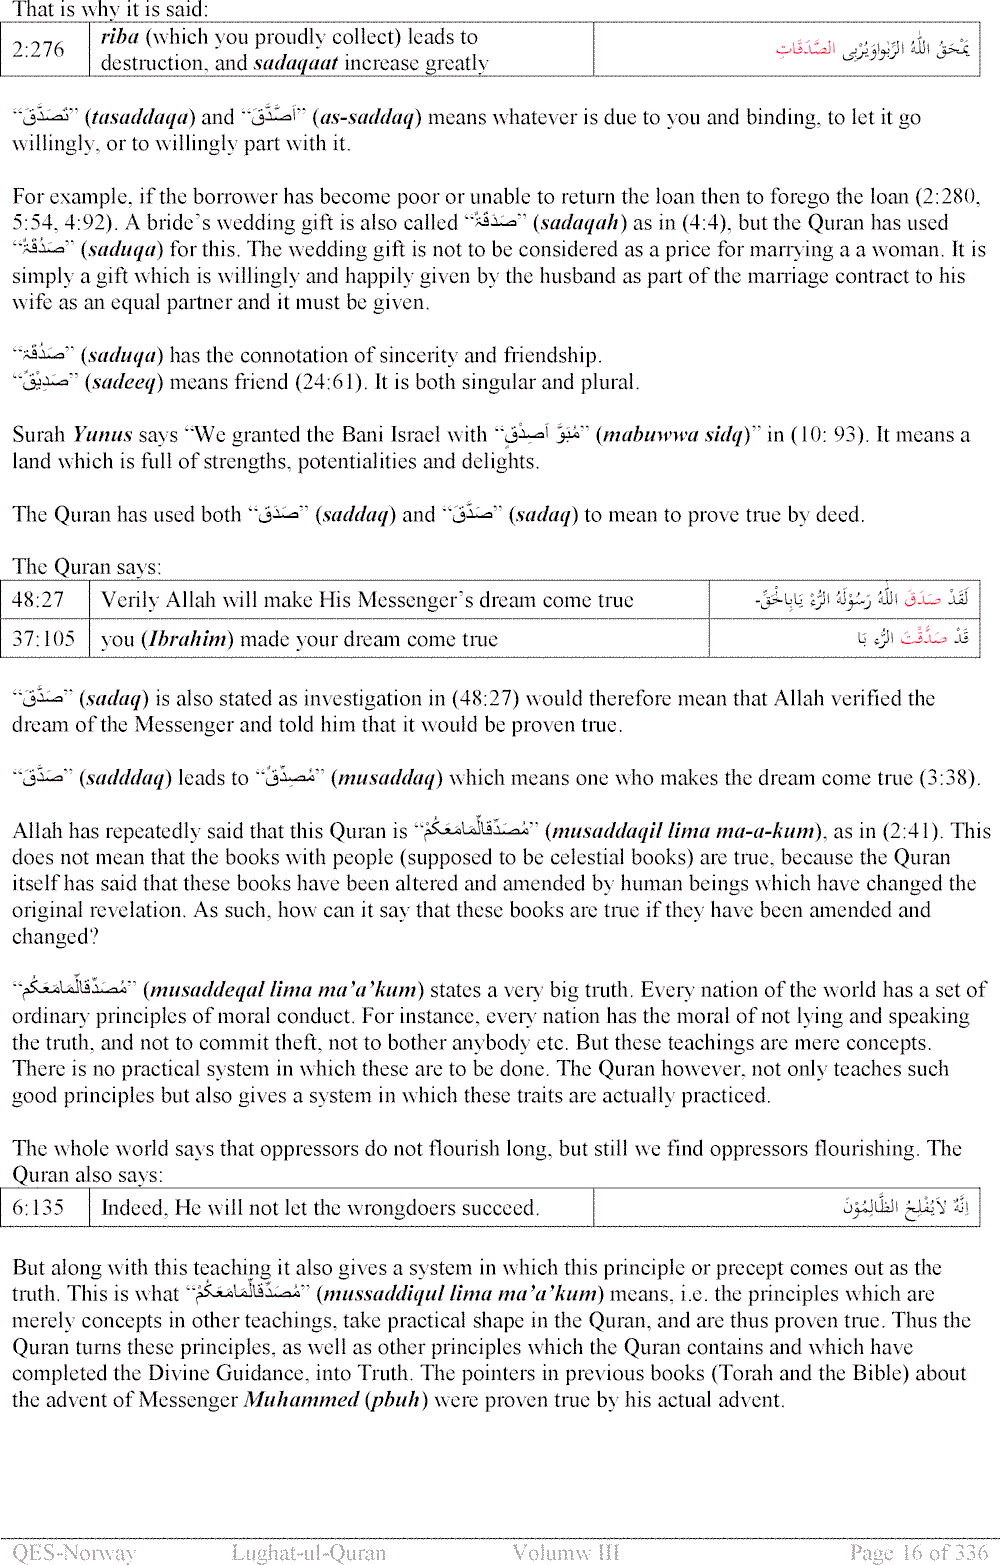 That is why it is said:
2:276 riba (which you proudly collect) leads to destruction, and sadaqaat increase greatly يَمْحَقُ اللّٰهُ الرِّبٰواوَيُرْبِى الصَّدَقَاتِ
“تَصَدَّقَ” (tasaddaqa) and “اَصَّدَّقَ” (as-saddaq) means whatever is due to you and binding, to let it go
willingly, or to willingly part with it.
For example, if the borrower has become poor or unable to return the loan then to forego the loan (2:280,
5:54, 4:92). A bride’s wedding gift is also called “صَدَقَةٌ” (sadaqah) as in (4:4), but the Quran has used
“صَدُقَةٌ” (saduqa) for this. The wedding gift is not to be considered as a price for marrying a a woman. It is
simply a gift which is willingly and happily given by the husband as part of the marriage contract to his
wife as an equal partner and it must be given.
“صَدُقَة” (saduqa) has the connotation of sincerity and friendship.
“صَدِيْقٌ” (sadeeq) means friend (24:61). It is both singular and plural.
Surah Yunus says “We granted the Bani Israel with “مُبَوَّ اَصِدْقٍ” (mabuwwa sidq)” in (10: 93). It means a
land which is full of strengths, potentialities and delights.
The Quran has used both “صَدَق” (saddaq) and “صَدَّقَ” (sadaq) to mean to prove true by deed.
The Quran says:
48:27 Verily Allah will make His Messenger’s dream come true لَقَدْ صَدَقَ اللّٰهُ رَسُوْلَهُ الرُّءْ يَابِالْحَقِّ-
37:105 you (Ibrahim) made your dream come true قَدْ صَدَّقْتَ الرُّء يَا
“صَدَّقَ” (sadaq) is also stated as investigation in (48:27) would therefore mean that Allah verified the
dream of the Messenger and told him that it would be proven true.
“صَدَّقَ” (sadddaq) leads to “مُصِدِّقٌ” (musaddaq) which means one who makes the dream come true (3:38).
Allah has repeatedly said that this Quran is “مُصَدِّقَالِّمَامَعَكُمْ” (musaddaqil lima ma-a-kum), as in (2:41). This
does not mean that the books with people (supposed to be celestial books) are true, because the Quran
itself has said that these books have been altered and amended by human beings which have changed the
original revelation. As such, how can it say that these books are true if they have been amended and
changed?
“مُصَدِّقَالِّمَامَعَكُم” (musaddeqal lima ma’a’kum) states a very big truth. Every nation of the world has a set of
ordinary principles of moral conduct. For instance, every nation has the moral of not lying and speaking
the truth, and not to commit theft, not to bother anybody etc. But these teachings are mere concepts.
There is no practical system in which these are to be done. The Quran however, not only teaches such
good principles but also gives a system in which these traits are actually practiced.
The whole world says that oppressors do not flourish long, but still we find oppressors flourishing. The
Quran also says:
6:135 Indeed, He will not let the wrongdoers succeed. اِنَّهٗ لَايُفْلِحُ الظَّالِمُوْنَ
But along with this teaching it also gives a system in which this principle or precept comes out as the
truth. This is what “مُصَدِّقَالِّمَامَعَكُمْ” (mussaddiqul lima ma’a’kum) means, i.e. the principles which are
merely concepts in other teachings, take practical shape in the Quran, and are thus proven true. Thus the
Quran turns these principles, as well as other principles which the Quran contains and which have
completed the Divine Guidance, into Truth. The pointers in previous books (Torah and the Bible) about
the advent of Messenger Muhammed (pbuh) were proven true by his actual advent.
QES-Norway Lughat-ul-Quran Volumw III Page 16 of 336